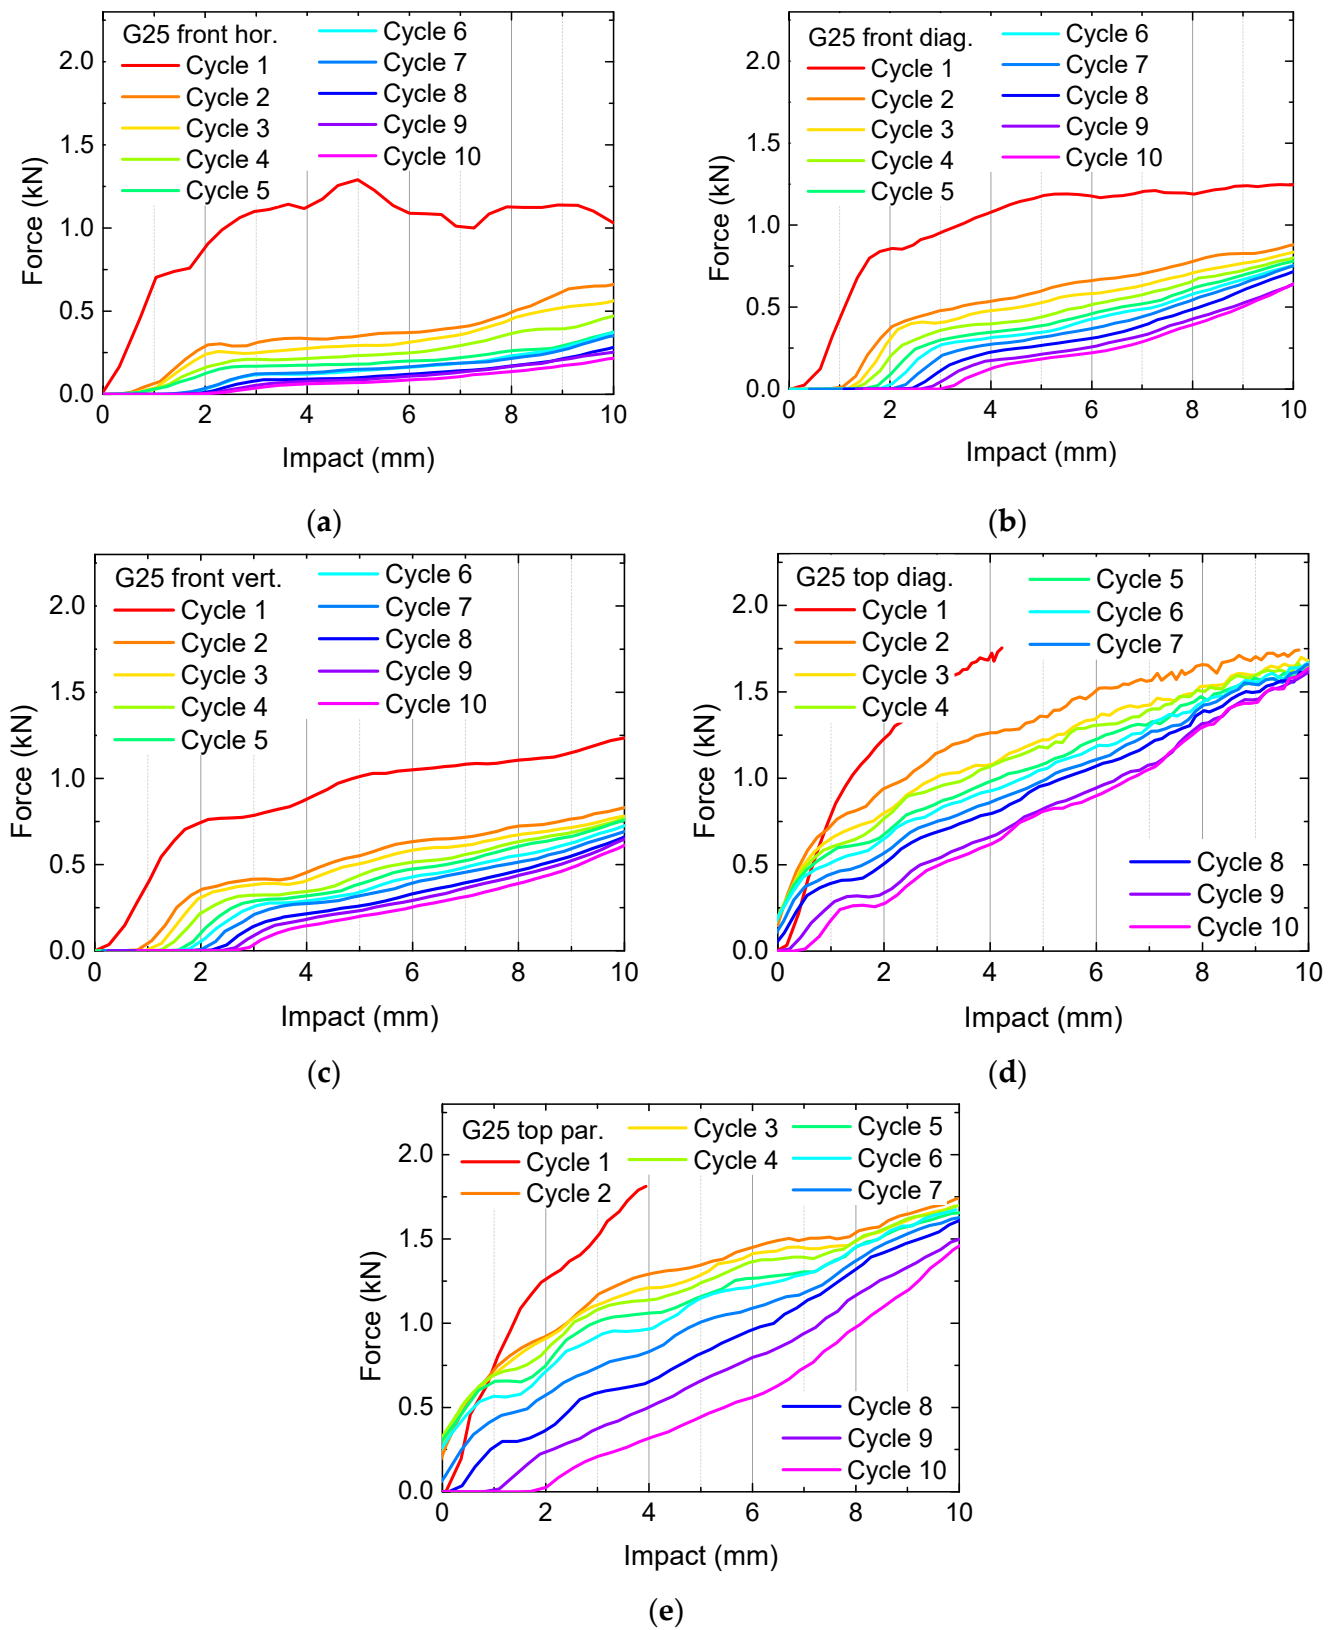 G25 front hor.
Cycle 1
Cycle 2
Cycle 3
Cycle 4
Cycle 5
Cycle 6
Cycle 7
Cycle 8
Cycle 9
Cycle 10
Force (kN)
2.0
1.5
1.0
0.5
0.0
0 2 4 6 8 10
Impact (mm)
(a)
G25 front diag.
Cycle 1
Cycle 2
Cycle 3
Cycle 4
Cycle 5
Cycle 6
Cycle 7
Cycle 8
Cycle 9
Cycle 10
Force (kN)
2.0
1.5
1.0
0.5
0.0
0 2 4 6 8 10
Impact (mm)
(b)
G25 front vert.
Cycle 1
Cycle 2
Cycle 3
Cycle 4
Cycle 5
Cycle 6
Cycle 7
Cycle 8
Cycle 9
Cycle 10
Force (kN)
2.0
1.5
1.0
0.5
0.0
0 2 4 6 8 10
Impact (mm)
(c)
G25 top diag.
Cycle 1
Cycle 2
Cycle 3
Cycle 4
Cycle 5
Cycle 6
Cycle 7
Cycle 8
Cycle 9
Cycle 10
Force (kN)
2.0
1.5
1.0
0.5
0.0
0 2 4 6 8 10
Impact (mm)
(d)
G25 top par.
Cycle 1
Cycle 2
Cycle 3
Cycle 4
Cycle 5
Cycle 6
Cycle 7
Cycle 8
Cycle 9
Cycle 10
Force (kN)
2.0
1.5
1.0
0.5
0.0
0 2 4 6 8 10
Impact (mm)
(e)